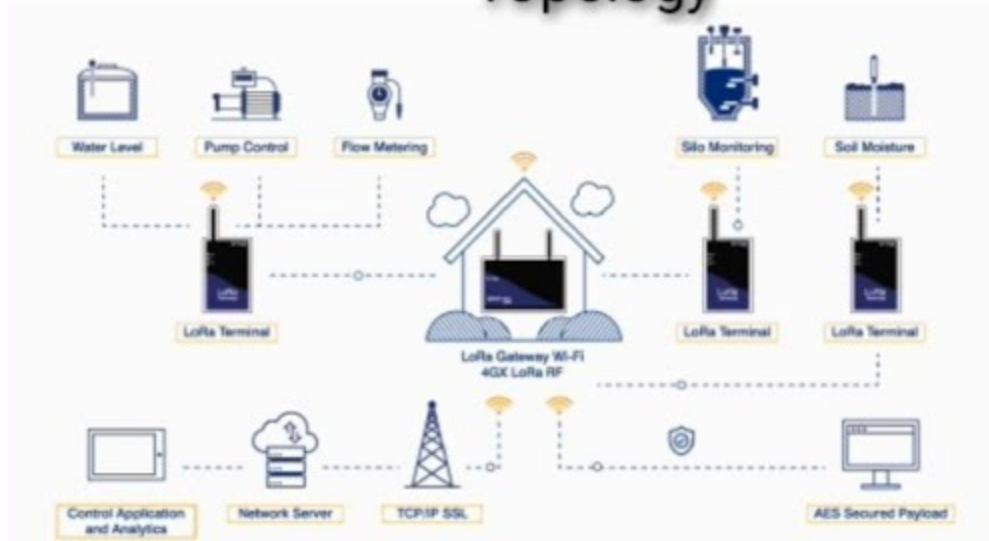 Topology
Water Level
Pump Control
Flow Metering
Silo Monitoring
Soil Moisture
LoRa Terminal
LoRa Terminal
LoRa Terminal
LoRa Gateway Wi-Fi
4GX LoRa RF
Control Application
and Analytics
Network Server
TCP/IP SSL
AES Secured Payload